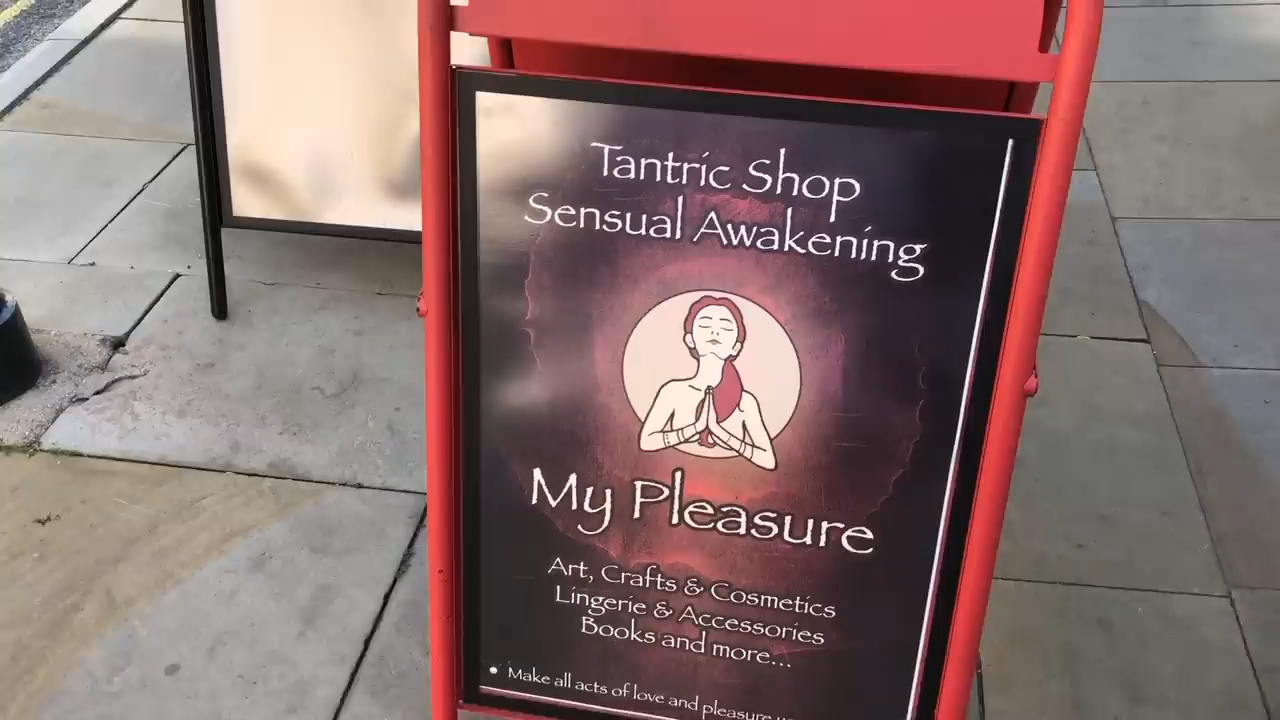 Tantric Shop
Sensual Awakening
My Pleasure
Art, Crafts & Cosmetics
Lingerie & Accessories
Books and more...
Make all acts of love and pleasure